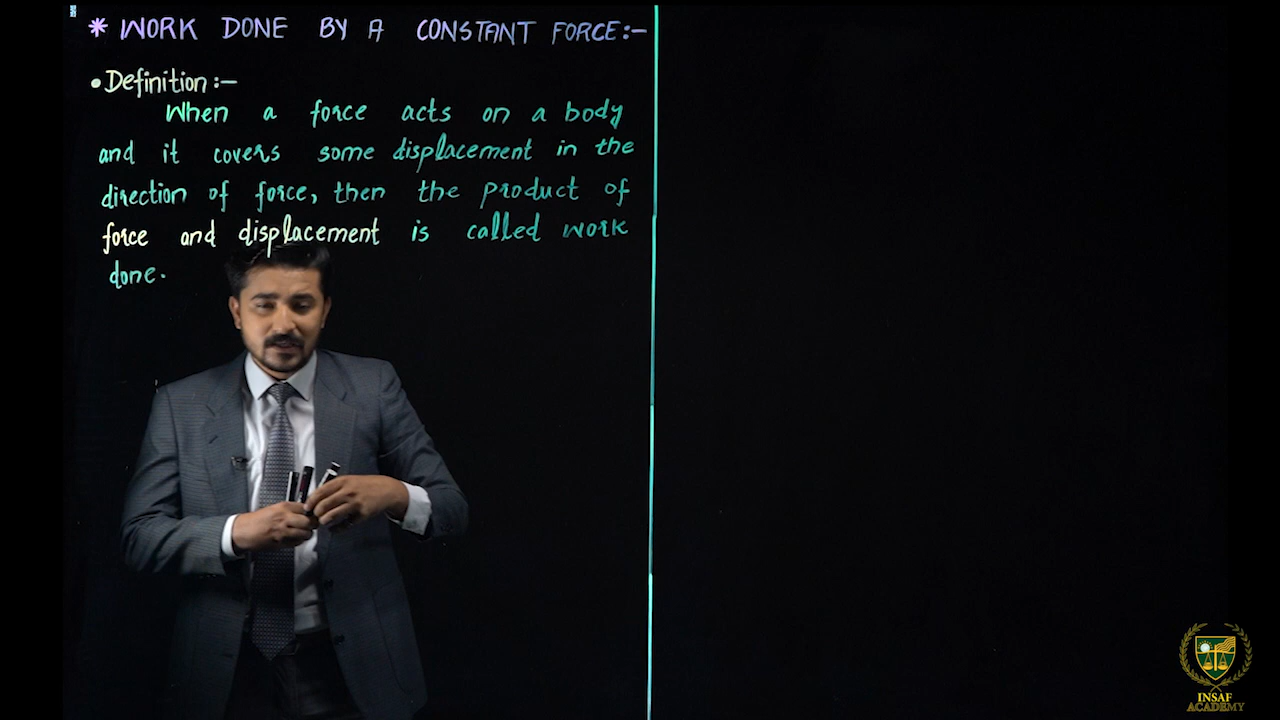 * WORK DONE BY A CONSTANT FORCE:-
• Definition:-
When a force acts on a body
and it covers some displacement in the
direction of force, then the product of
force and displacement is called work
done.
INSAF
ACADEMY